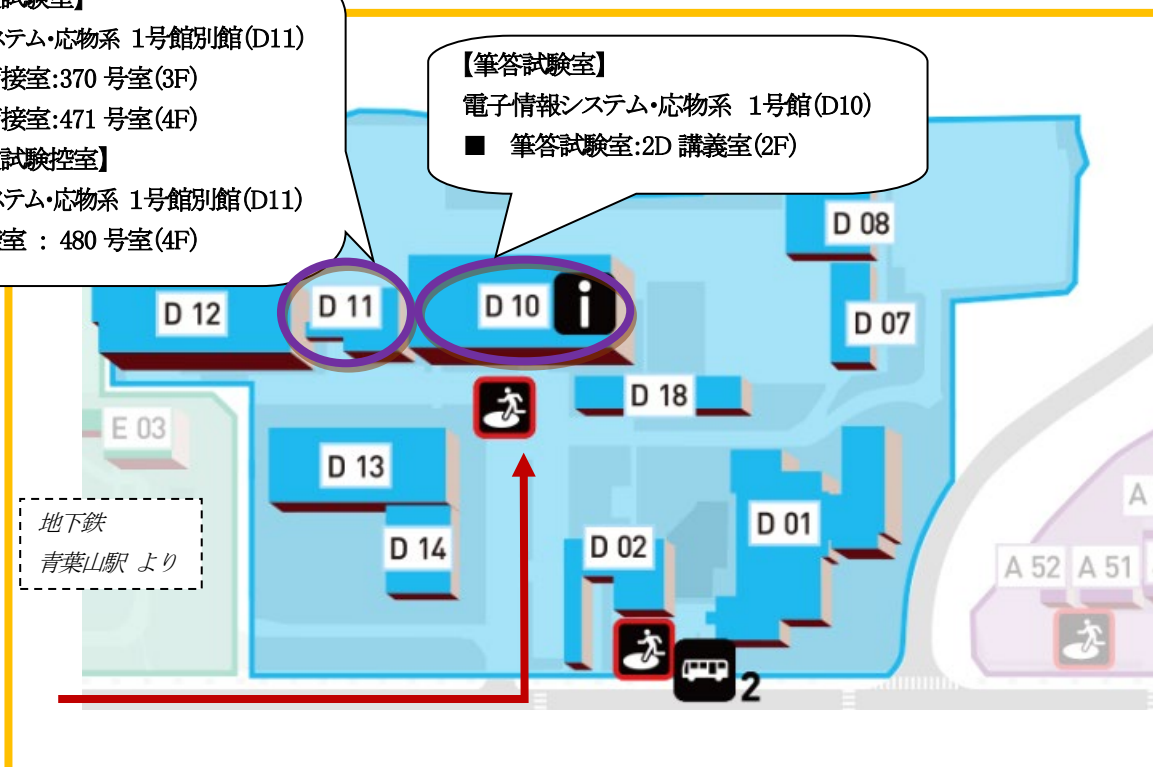 試験室】
ステム・応物系 1号館別館(D11)
接室:370 号室(3F)
接室:471 号室(4F)
試験控室】
ステム・応物系 1号館別館(D11)
室 : 480 号室(4F)
【筆答試験室】
電子情報システム・応物系 1号館(D10)
■ 筆答試験室:2D 講義室(2F)
D 08
D 12
D 11
D 10
i
D 07
D 18
E 03
D 13
地下鉄
青葉山駅 より
D 14
D 02
D 01
A
A 52
A 51
2